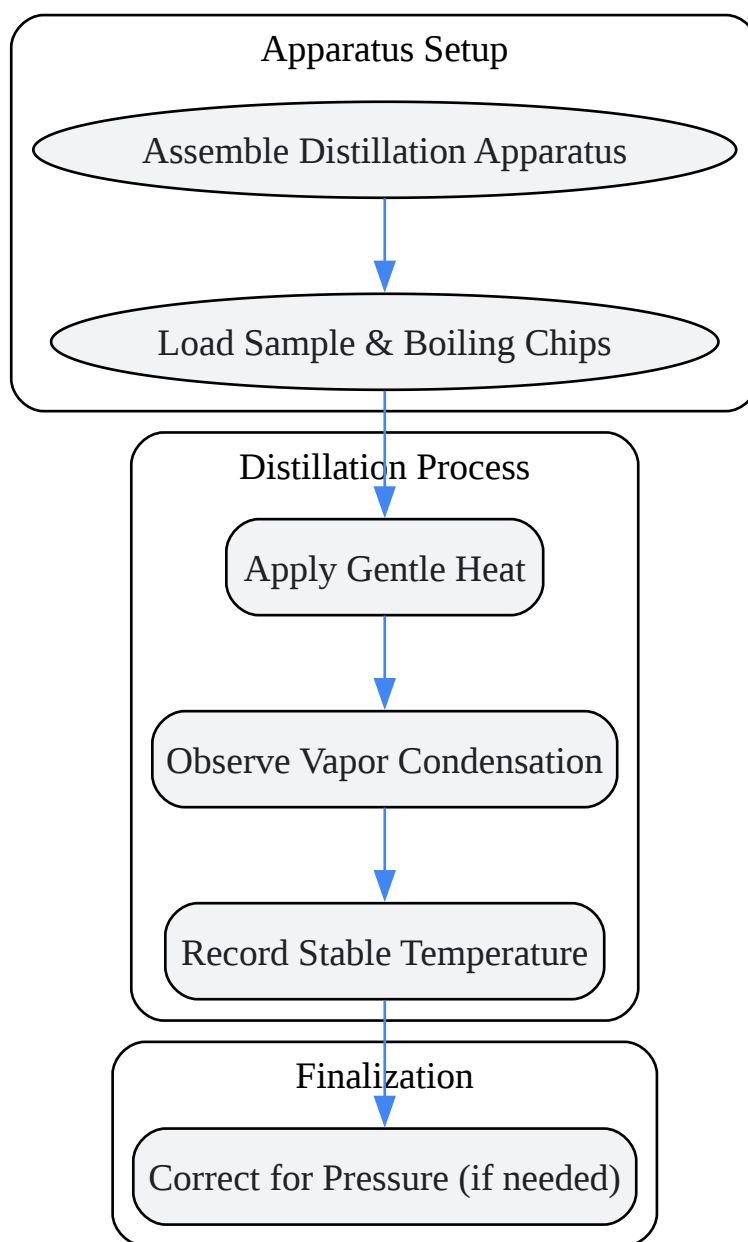 Apparatus Setup
Assemble Distillation Apparatus
Load Sample & Boiling Chips
Distillation Process
Apply Gentle Heat
Observe Vapor Condensation
Record Stable Temperature
Finalization
Correct for Pressure (if needed)